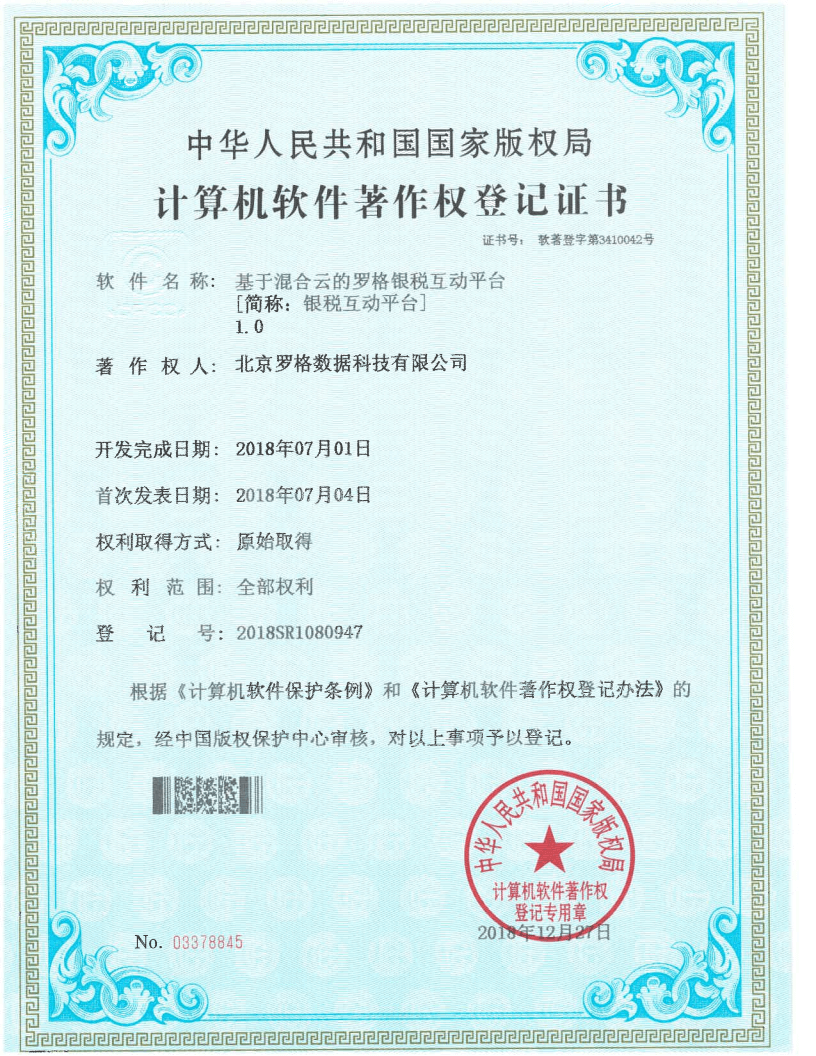 中华人民共和国国家版权局
计算机软件著作权登记证书
证书号： 软著登字第3410042号
软 件 名 称： 基于混合云的罗格银税互动平台
[简称：银税互动平台]
1.0
著 作 权 人： 北京罗格数据科技有限公司
开发完成日期： 2018年07月01日
首次发表日期： 2018年07月04日
权利取得方式： 原始取得
权 利 范 围： 全部权利
登 记 号： 2018SR1080947
根据《计算机软件保护条例》和《计算机软件著作权登记办法》的
规定，经中国版权保护中心审核，对以上事项予以登记。
中华人民共和国国家版权局
计算机软件著作权
登记专用章
2018年12月27日
No. 03378845